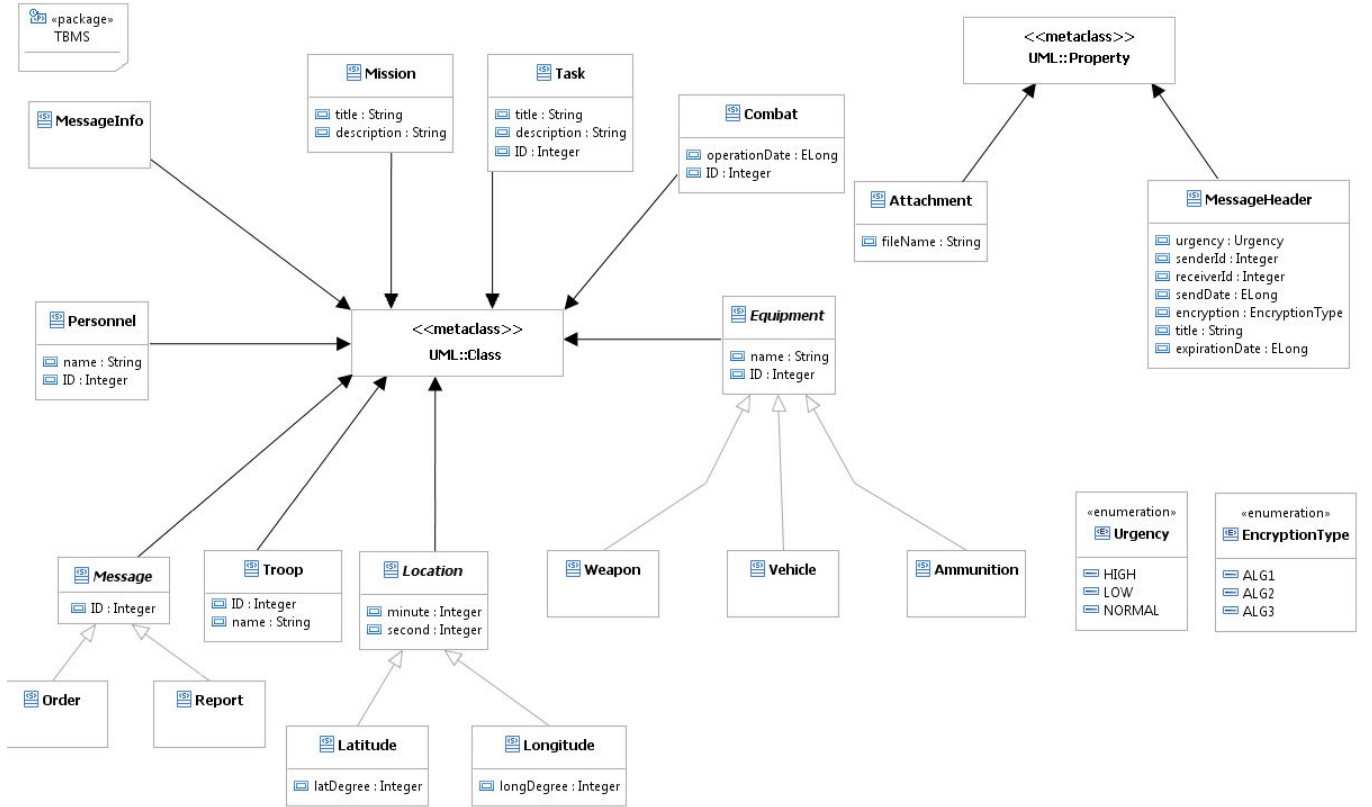 «package»
TBMS
Mission
title : String
description : String
Task
title : String
description : String
ID : Integer
<<metaclass>>
UML::Property
MessageInfo
Combat
operationDate : ELong
ID : Integer
Attachment
fileName : String
MessageHeader
urgency : Urgency
senderId : Integer
receiverId : Integer
sendDate : ELong
encryption : EncryptionType
title : String
expirationDate : ELong
Personnel
name : String
ID : Integer
<<metaclass>>
UML::Class
Equipment
name : String
ID : Integer
Message
ID : Integer
Troop
ID : Integer
name : String
Location
minute : Integer
second : Integer
Weapon
Vehicle
Ammunition
«enumeration»
Urgency
HIGH
LOW
NORMAL
«enumeration»
EncryptionType
ALG1
ALG2
ALG3
Order
Report
Latitude
latDegree : Integer
Longitude
longDegree : Integer